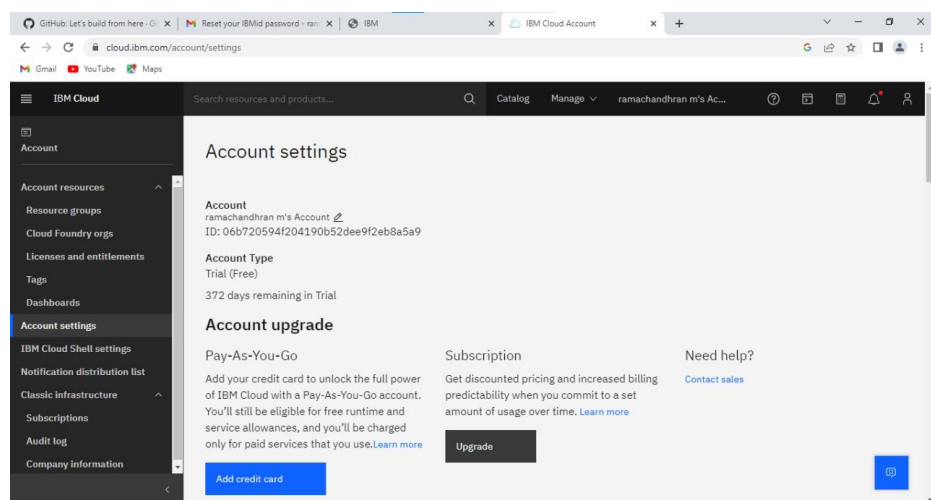 GitHub: Let's build from here · Gi
Reset your IBMid password - ram
IBM
IBM Cloud Account
cloud.ibm.com/account/settings
Gmail
YouTube
Maps
IBM Cloud
Search resources and products...
Catalog
Manage
ramachandhran m's Ac...
Account
Account resources
Resource groups
Cloud Foundry orgs
Licenses and entitlements
Tags
Dashboards
Account settings
IBM Cloud Shell settings
Notification distribution list
Classic infrastructure
Subscriptions
Audit log
Company information
Account settings
Account
ramachandhran m's Account
ID: 06b720594f204190b52dee9f2eb8a5a9
Account Type
Trial (Free)
372 days remaining in Trial
Account upgrade
Pay-As-You-Go
Add your credit card to unlock the full power
of IBM Cloud with a Pay-As-You-Go account.
You'll still be eligible for free runtime and
service allowances, and you'll be charged
only for paid services that you use.Learn more
Add credit card
Subscription
Get discounted pricing and increased billing
predictability when you commit to a set
amount of usage over time. Learn more
Upgrade
Need help?
Contact sales